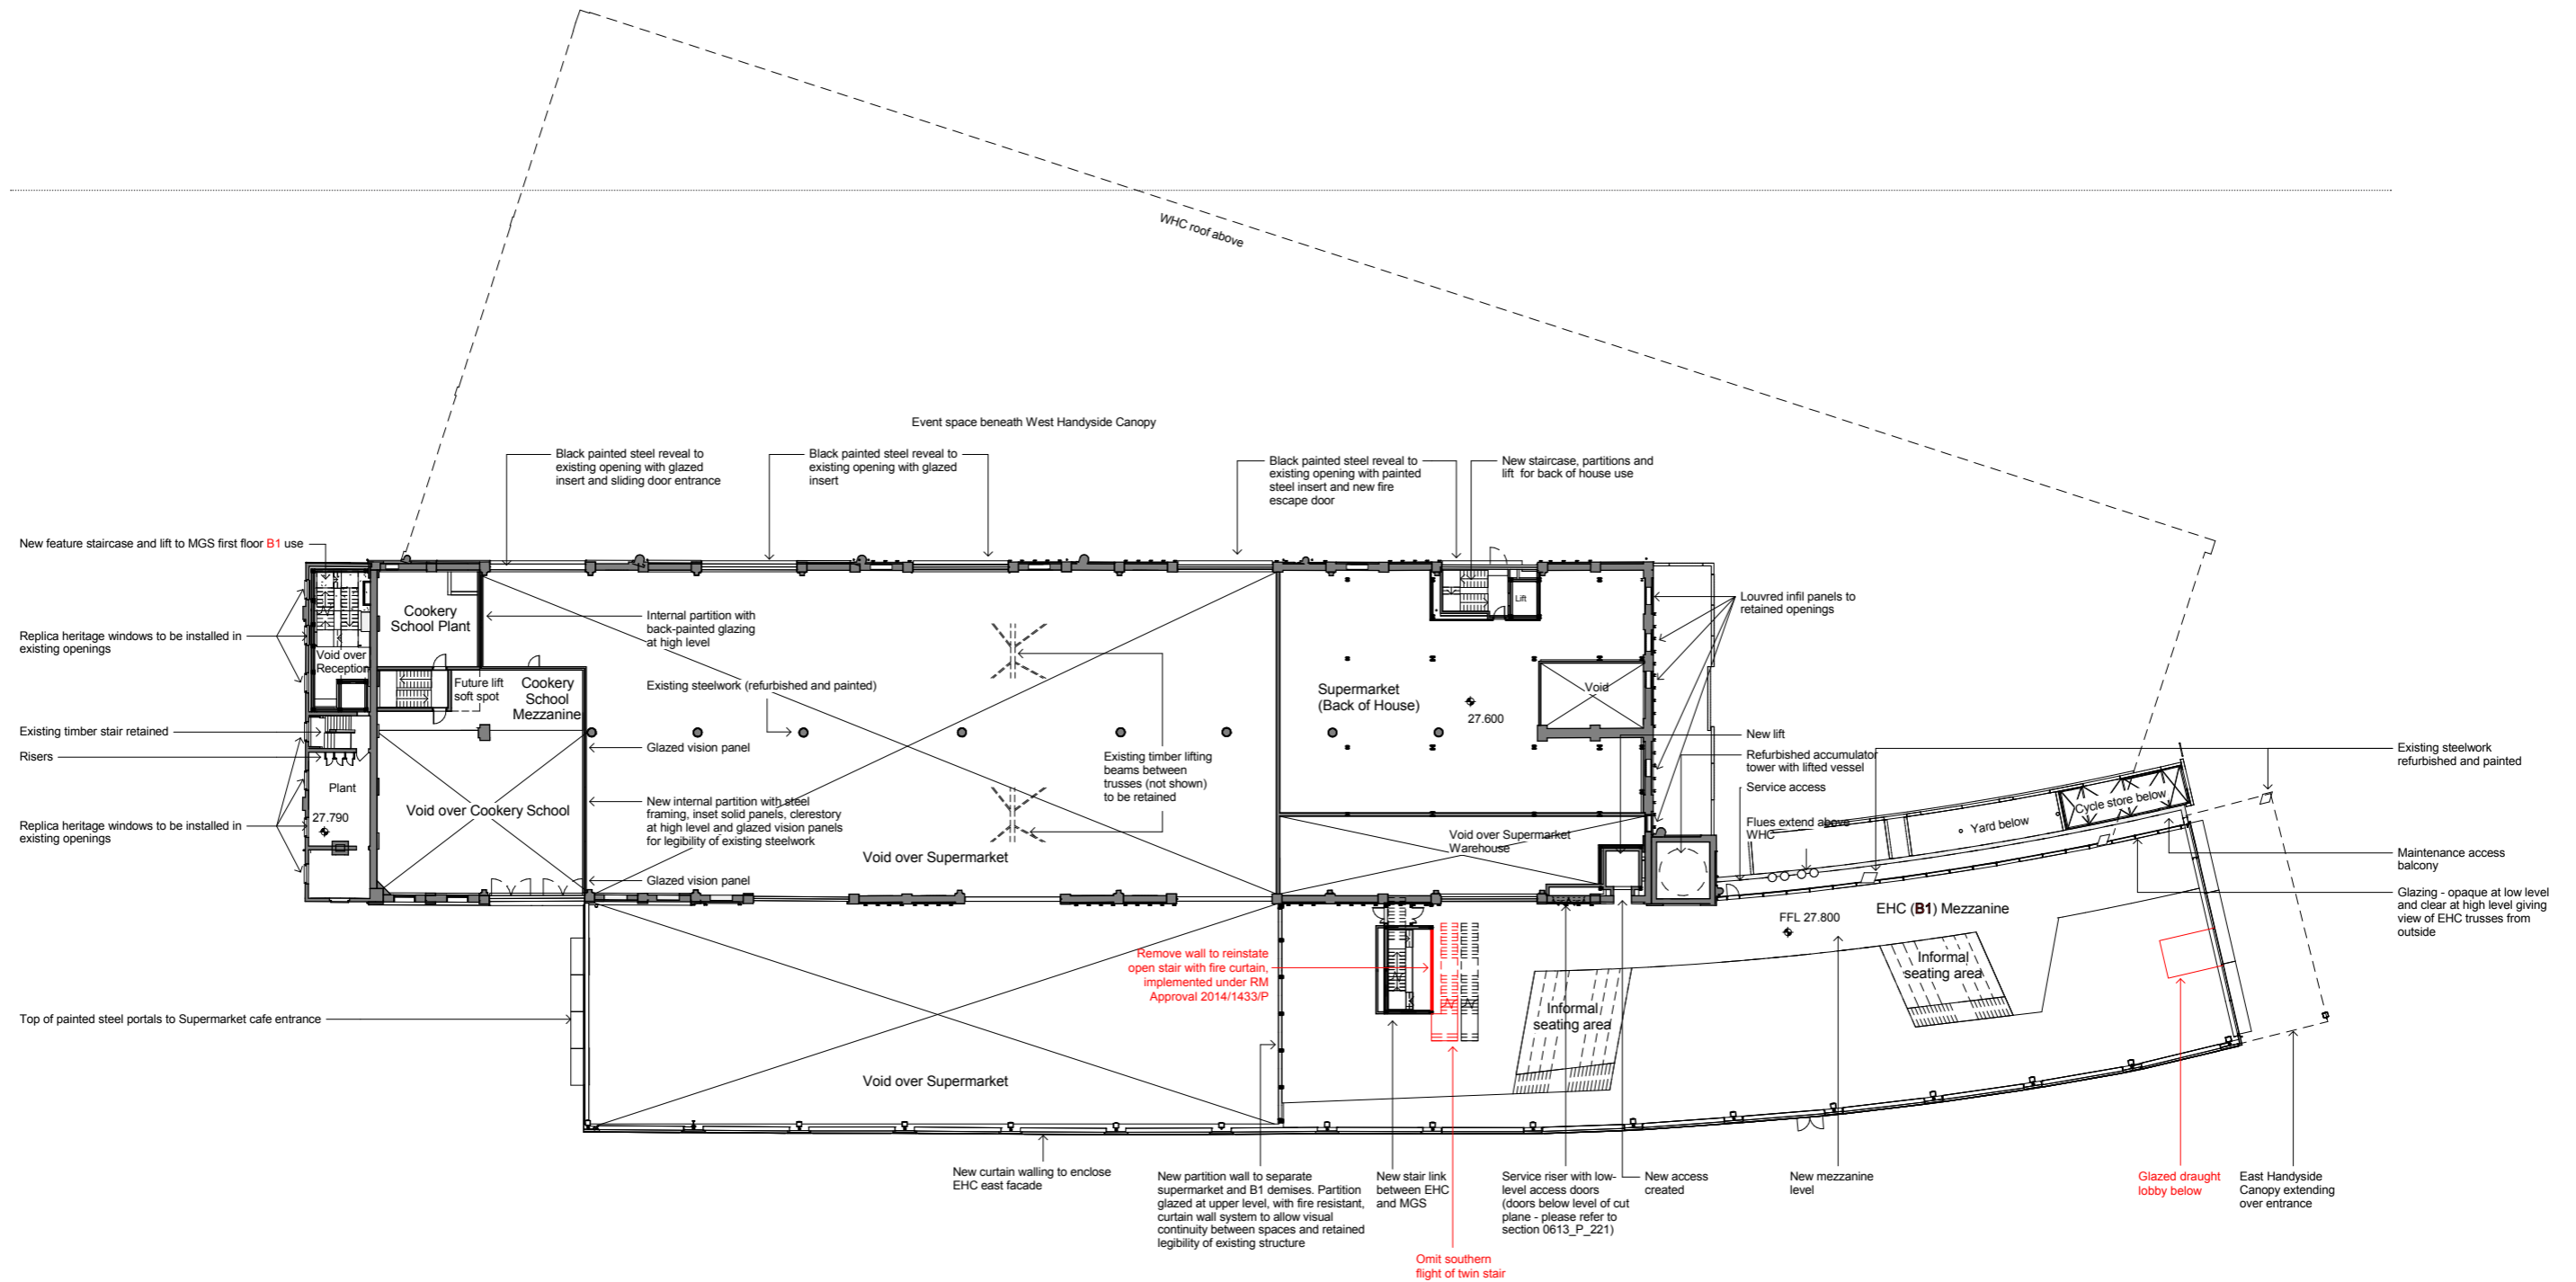 WHC roof above
Event space beneath West Handyside Canopy
Black painted steel reveal to
existing opening with glazed
insert and sliding door entrance
Black painted steel reveal to
existing opening with glazed
insert
Black painted steel reveal to
existing opening with painted
steel insert and new fire
escape door
New staircase, partitions and
lift for back of house use
New feature staircase and lift to MGS first floor B1 use
Replica heritage windows to be installed in
existing openings
Existing timber stair retained
Risers
Replica heritage windows to be installed in
existing openings
Top of painted steel portals to Supermarket cafe entrance
Void over
Reception
Plant
27.790
Cookery
School Plant
Future lift
soft spot
Cookery
School
Mezzanine
Void over Cookery School
Internal partition with
back-painted glazing
at high level
Existing steelwork (refurbished and painted)
Glazed vision panel
New internal partition with steel
framing, inset solid panels, clerestory
at high level and glazed vision panels
for legibility of existing steelwork
Glazed vision panel
Void over Supermarket
Existing timber lifting
beams between
trusses (not shown)
to be retained
Supermarket
(Back of House)
27.600
Lift
Void
Void over Supermarket
Warehouse
Louvred infil panels to
retained openings
New lift
Refurbished accumulator
tower with lifted vessel
Service access
Flues extend above
WHC
Yard below
Cycle store below
Existing steelwork
refurbished and painted
Maintenance access
balcony
Glazing - opaque at low level
and clear at high level giving
view of EHC trusses from
outside
EHC (B1) Mezzanine
FFL 27.800
Informal
seating area
Informal
seating area
Remove wall to reinstate
open stair with fire curtain,
implemented under RM
Approval 2014/1433/P
Void over Supermarket
New curtain walling to enclose
EHC east facade
New partition wall to separate
supermarket and B1 demises. Partition
glazed at upper level, with fire resistant,
curtain wall system to allow visual
continuity between spaces and retained
legibility of existing structure
New stair link
between EHC
and MGS
Omit southern
flight of twin stair
Service riser with low-
level access doors
(doors below level of cut
plane - please refer to
section 0613_P_221)
New access
created
New mezzanine
level
Glazed draught
lobby below
East Handyside
Canopy extending
over entrance